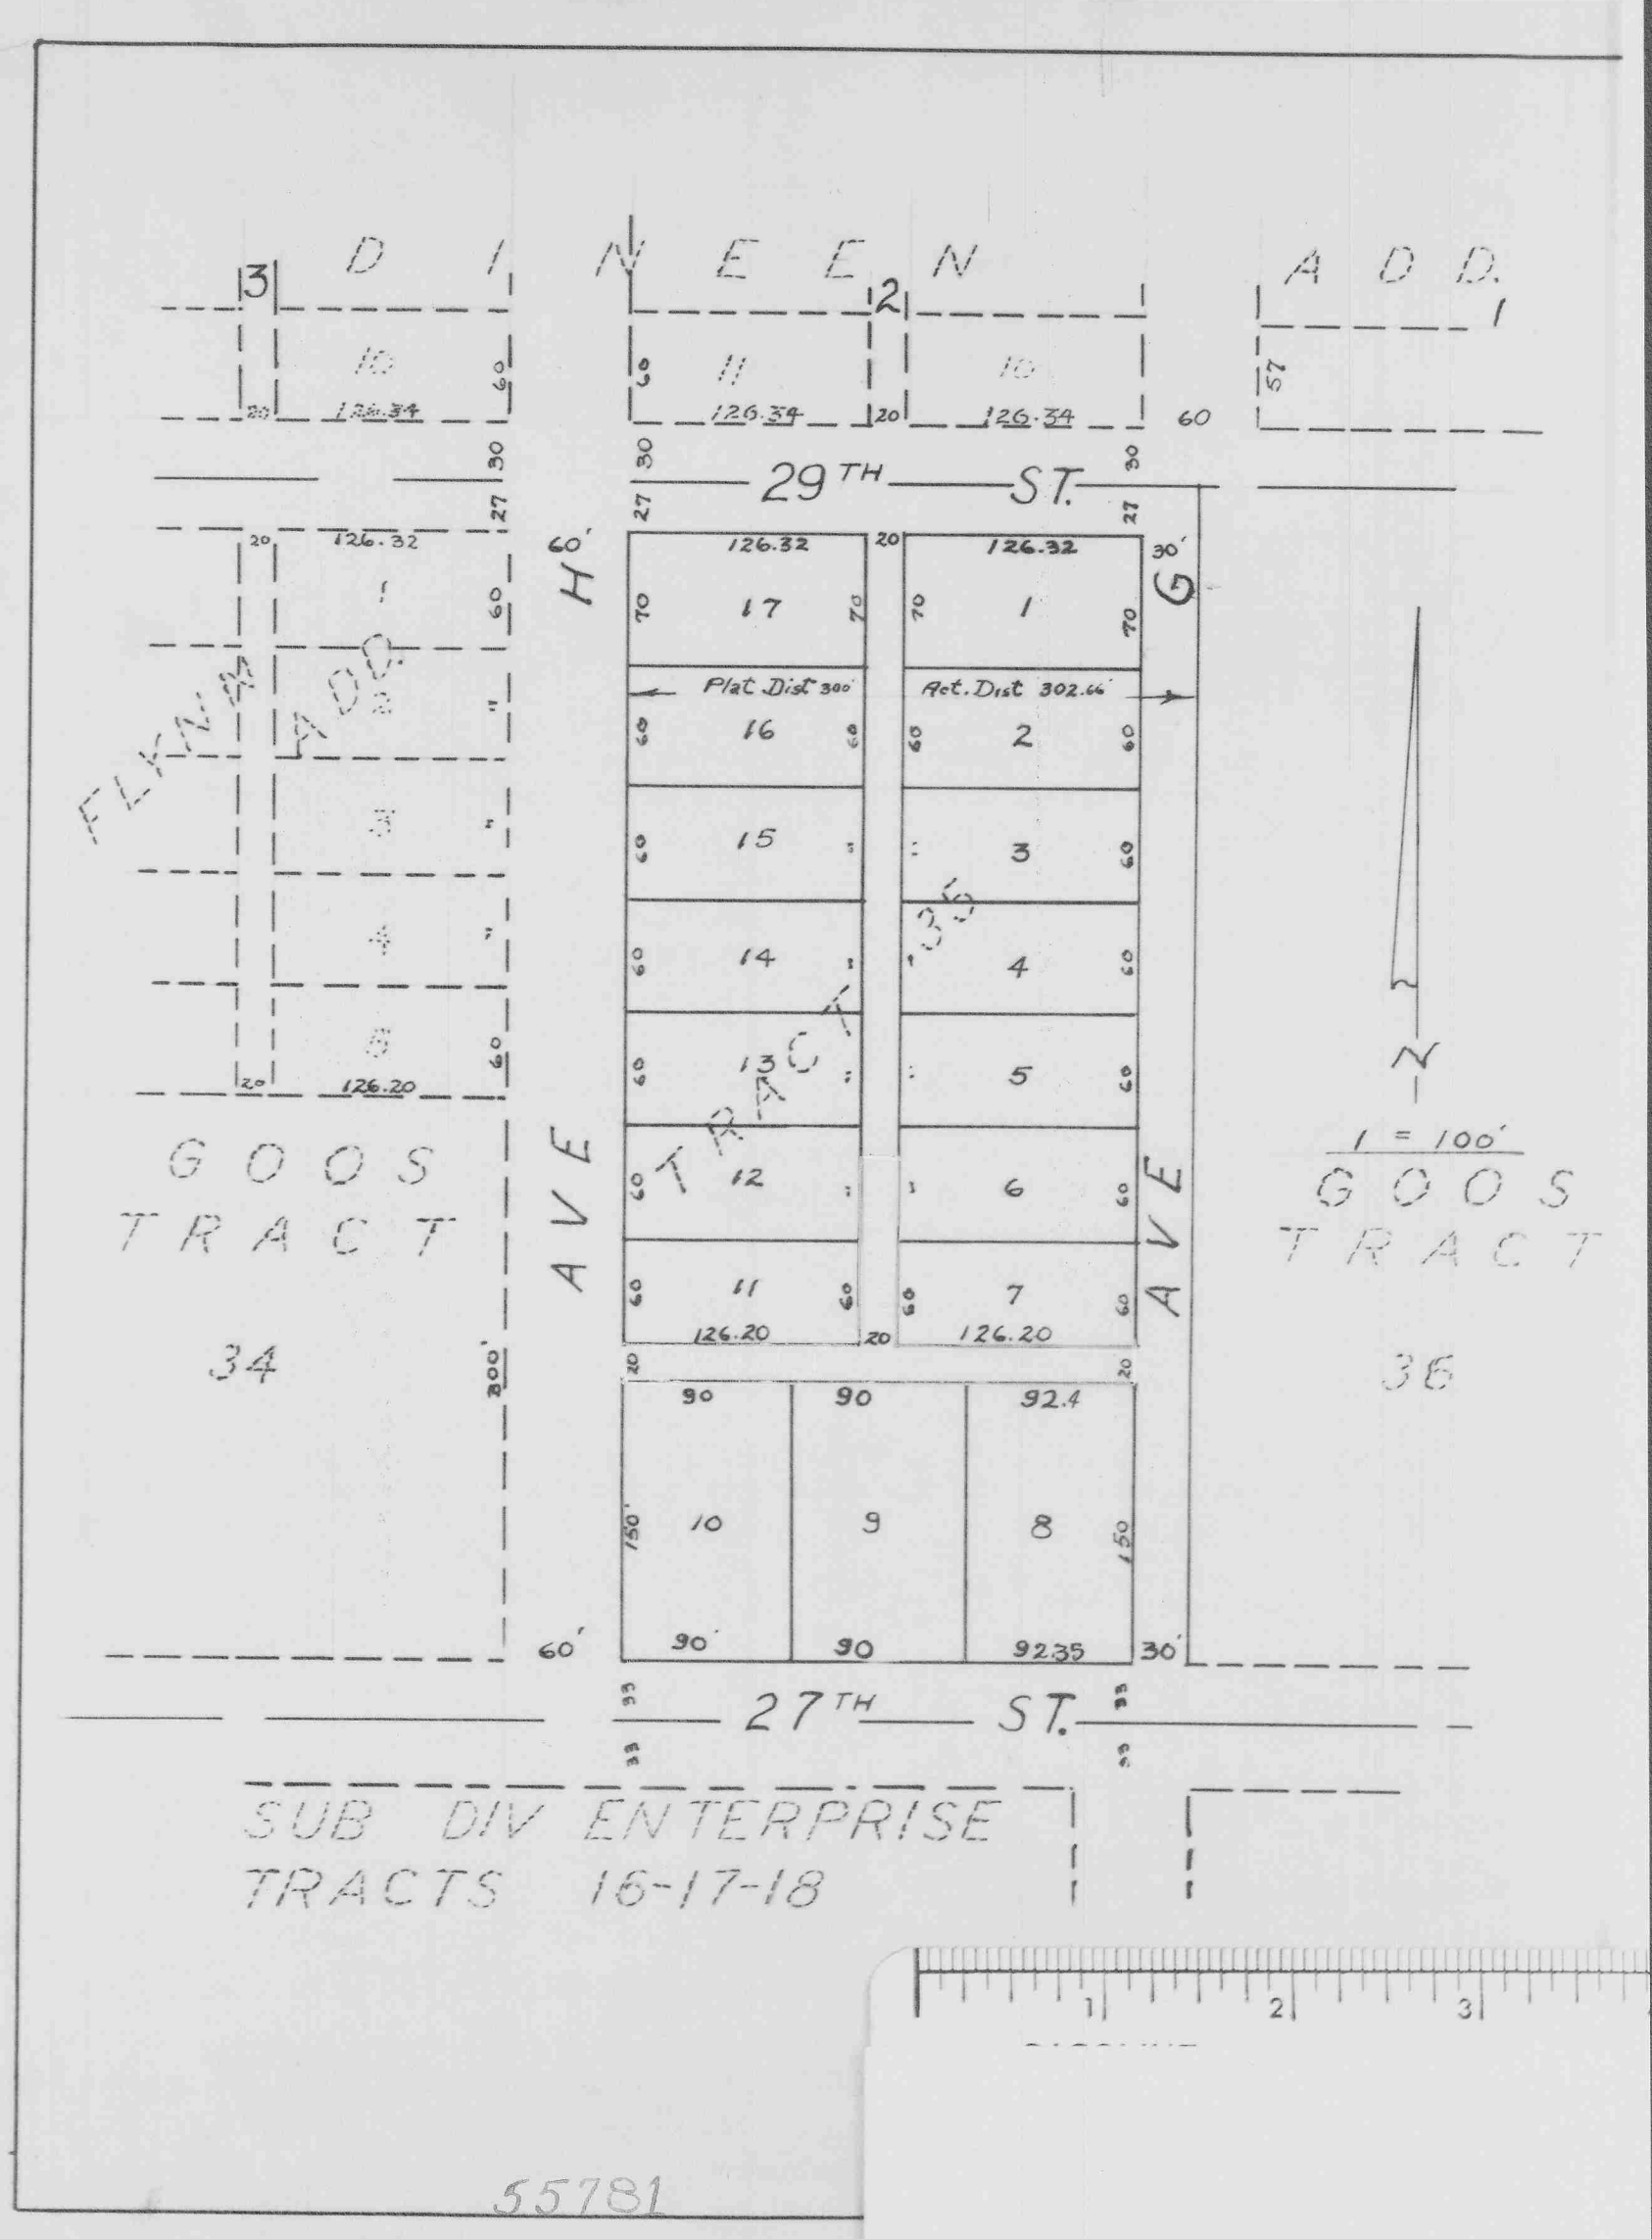 D I N E E N A D D.
3 2 1
10 60 60 11 10 57
20 126.34 126.34 20 126.34 60
30 30 30
29TH ST.
27 27 27
20 126.32 60' 126.32 20 126.32 30'
H G
1 60 70 17 70 70 1 70
ADD.
Plat Dist 300' Act. Dist 302.66'
2 " 60 16 60 60 2 60
3 " 60 15 " " 3 60
35
4 " 60 14 " " 4 60
5 60 60 13 " " 5 60
20 126.20
N
TRACT
1 = 100'
GOOS TRACT
AVE
60 12 " " 6 60
AVE
GOOS TRACT
60 11 60 60 7 60
126.20 20 126.20
34 300' 20 20 36
90 90 92.4
150' 10 9 8 150
60' 90' 90 92.35 30'
33 33
27TH ST.
33 33
SUB DIV ENTERPRISE
TRACTS 16-17-18
1 2 3
55781